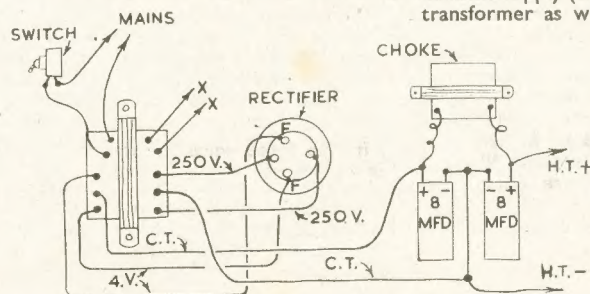 transformer as w
MAINS
SWITCH
CHOKE
X
X
RECTIFIER
F
250 V.
F
H.T.+
+ 8 -
MFD
- 8 +
MFD
250 V.
C.T.
C.T.
4 V.
H.T.-